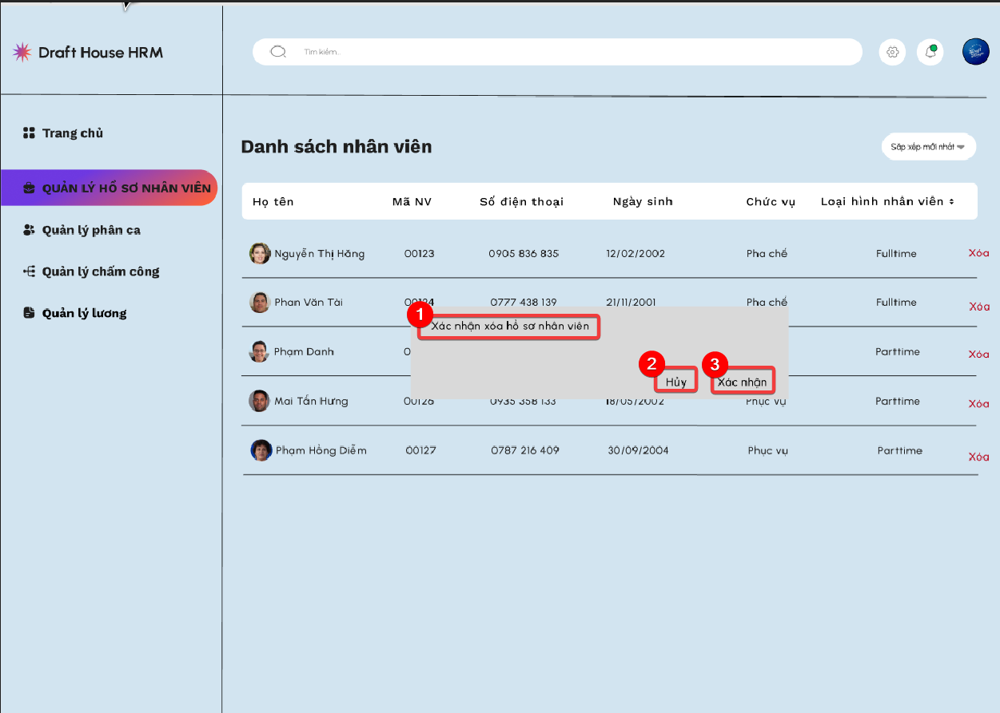 Draft House HRM
Tìm kiếm..
Trang chủ
QUẢN LÝ HỒ SƠ NHÂN VIÊN
Quản lý phân ca
Quản lý chấm công
Quản lý lương
Danh sách nhân viên
Sắp xếp mới nhất
Họ tên Mã NV Số điện thoại Ngày sinh Chức vụ Loại hình nhân viên
Nguyễn Thị Hằng 00123 0905 836 835 12/02/2002 Pha chế Fulltime Xóa
Phan Văn Tài 00124 0777 438 139 21/11/2001 Pha chế Fulltime Xóa
1
Xác nhận xóa hồ sơ nhân viên
Phạm Danh 0 Parttime Xóa
2 3
Hủy Xác nhận
Mai Tấn Hưng 00126 0935 358 133 18/05/2002 Phục vụ Parttime Xóa
Phạm Hồng Diễm 00127 0787 216 409 30/09/2004 Phục vụ Parttime Xóa